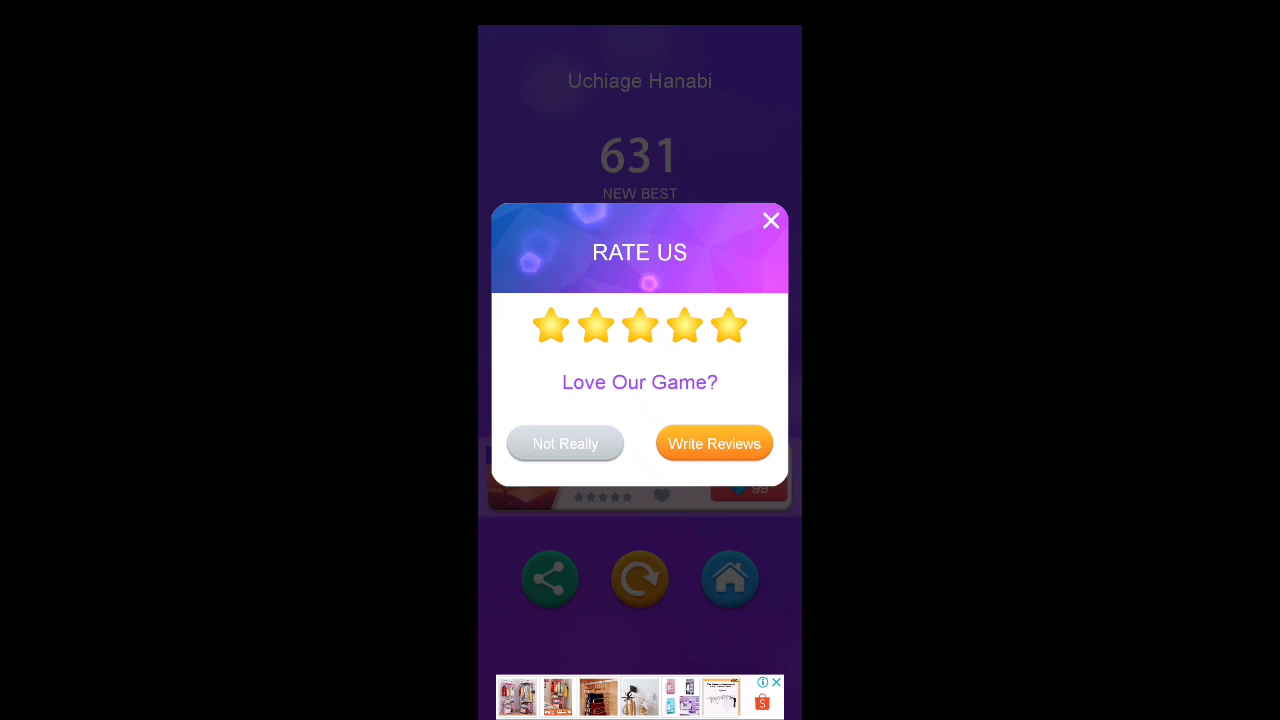 Uchiage Hanabi
631
NEW BEST
RATE US
Love Our Game?
Not Really
Write Reviews
99